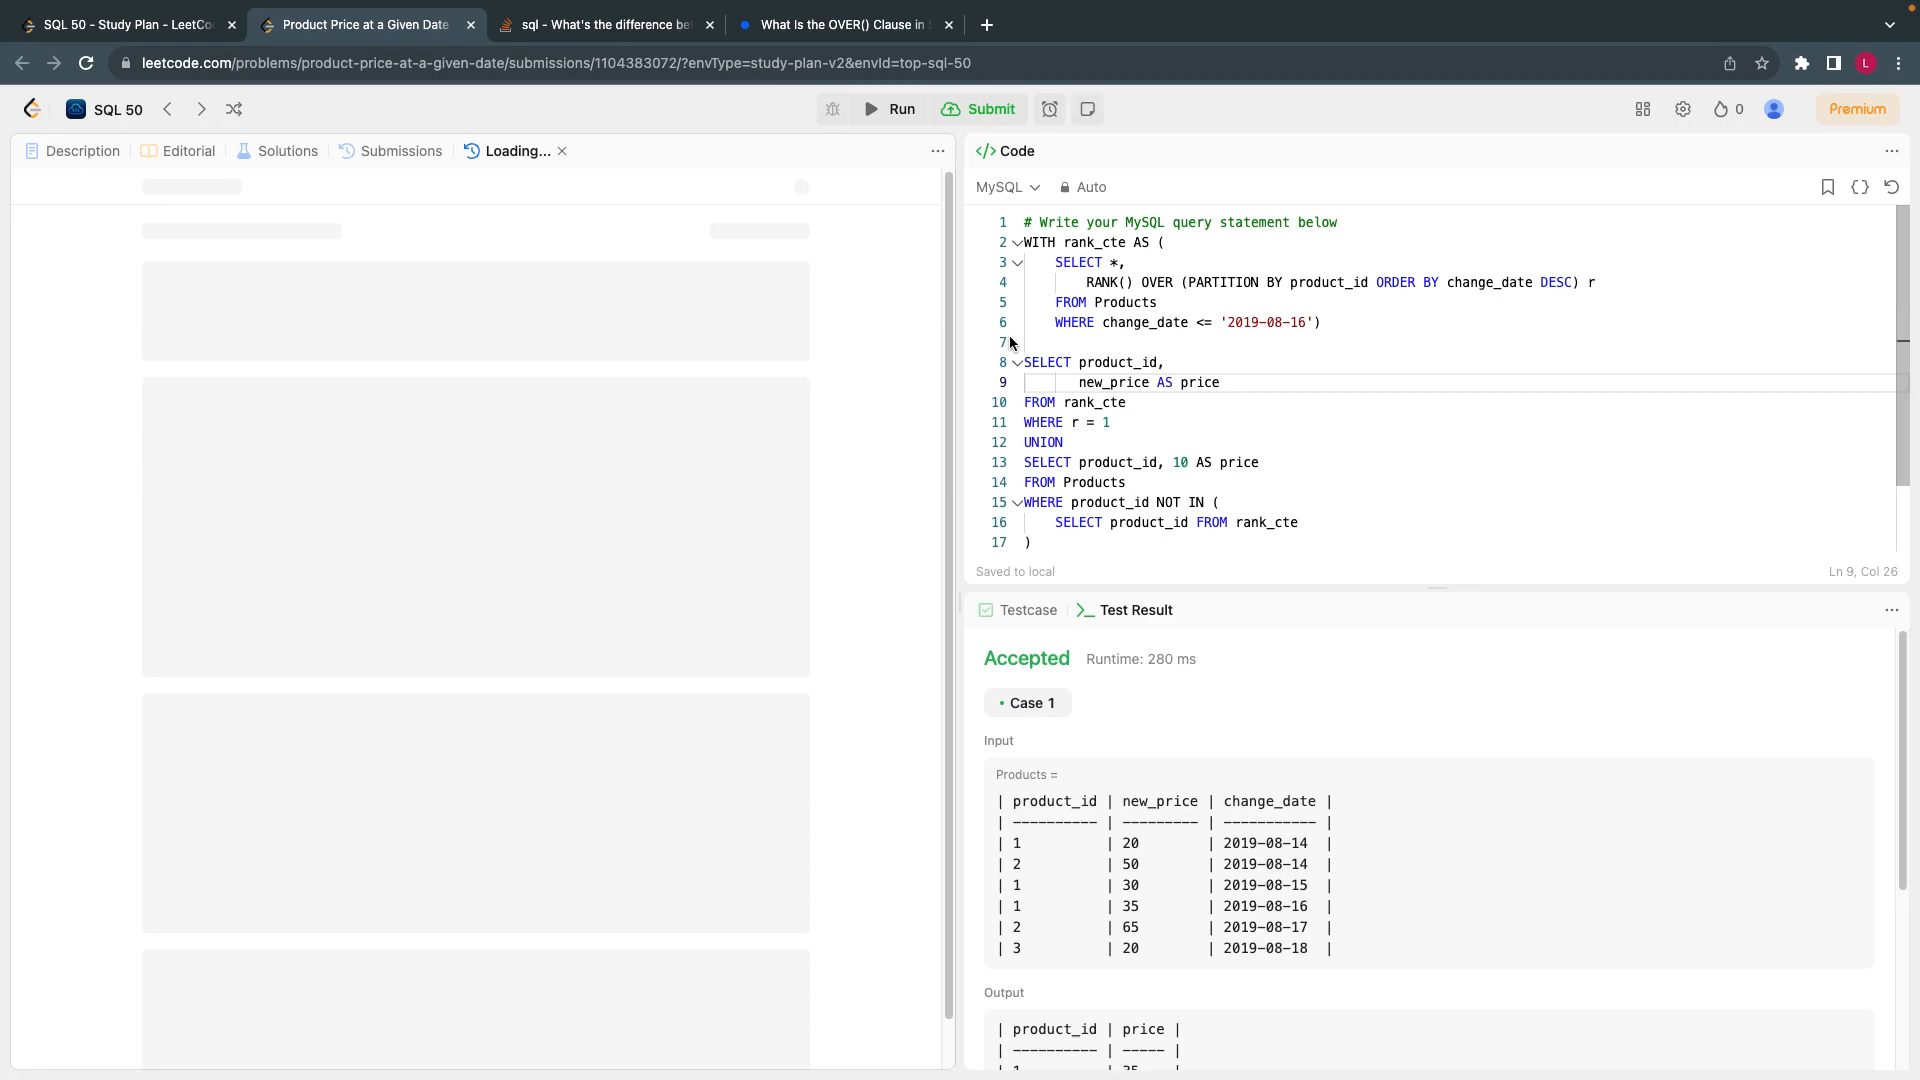 SQL 50 - Study Plan - LeetCo
Product Price at a Given Date
sql - What's the difference be
What Is the OVER() Clause in
leetcode.com/problems/product-price-at-a-given-date/submissions/1104383072/?envType=study-plan-v2&envId=top-sql-50
L
SQL 50
Run
Submit
0
Premium
Description
Editorial
Solutions
Submissions
Loading...
</> Code
MySQL
Auto
1 # Write your MySQL query statement below
2 WITH rank_cte AS (
3 SELECT *,
4 RANK() OVER (PARTITION BY product_id ORDER BY change_date DESC) r
5 FROM Products
6 WHERE change_date <= '2019-08-16')
7
8 SELECT product_id,
9 new_price AS price
10 FROM rank_cte
11 WHERE r = 1
12 UNION
13 SELECT product_id, 10 AS price
14 FROM Products
15 WHERE product_id NOT IN (
16 SELECT product_id FROM rank_cte
17 )
Saved to local
Ln 9, Col 26
Testcase
Test Result
Accepted
Runtime: 280 ms
• Case 1
Input
Products =
| product_id | new_price | change_date |
| ---------- | --------- | ----------- |
| 1 | 20 | 2019-08-14 |
| 2 | 50 | 2019-08-14 |
| 1 | 30 | 2019-08-15 |
| 1 | 35 | 2019-08-16 |
| 2 | 65 | 2019-08-17 |
| 3 | 20 | 2019-08-18 |
Output
| product_id | price |
| ---------- | ----- |